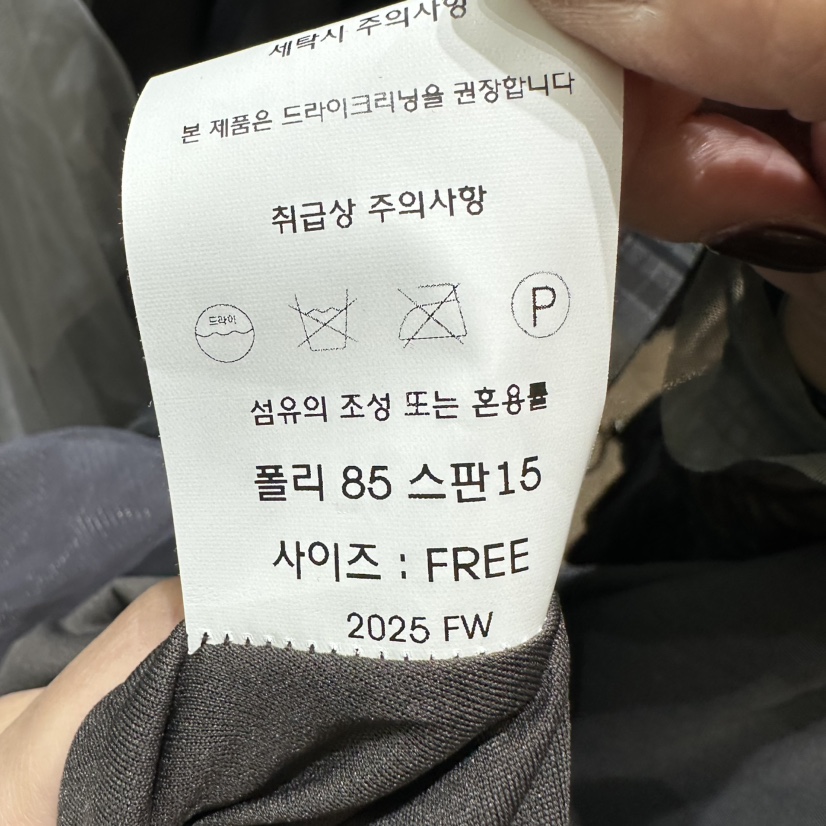 세탁시 주의사항
본 제품은 드라이크리닝을 권장합니다
취급상 주의사항
드라이
P
섬유의 조성 또는 혼용률
폴리 85 스판15
사이즈 : FREE
2025 FW